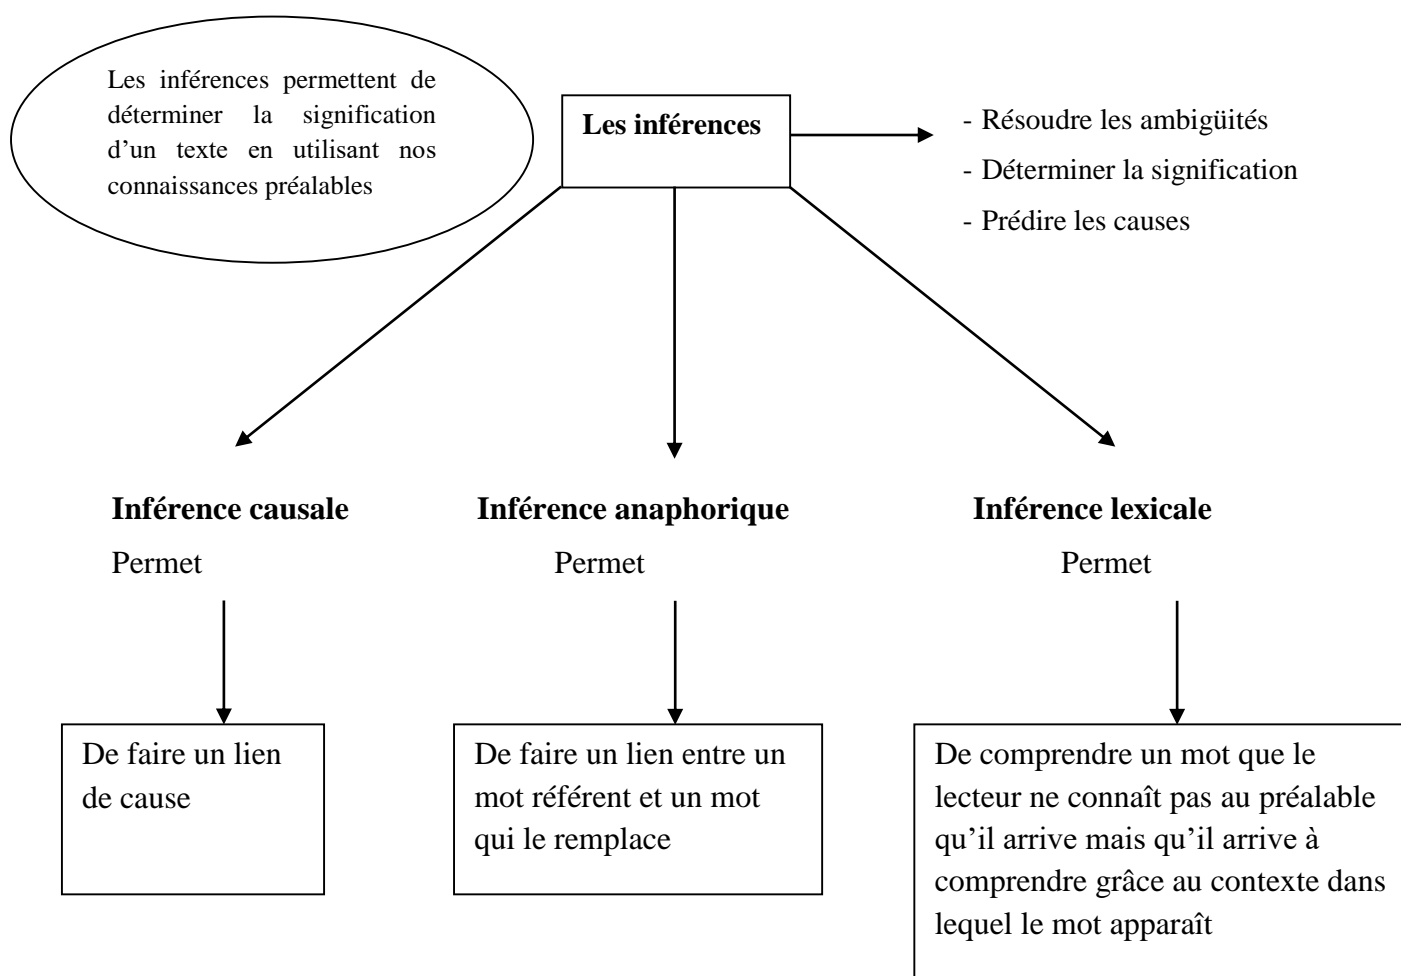 Les inférences permettent de
déterminer la signification
d’un texte en utilisant nos
connaissances préalables
Les inférences
- Résoudre les ambigüités
- Déterminer la signification
- Prédire les causes
Inférence causale
Permet
De faire un lien
de cause
Inférence anaphorique
Permet
De faire un lien entre un
mot référent et un mot
qui le remplace
Inférence lexicale
Permet
De comprendre un mot que le
lecteur ne connaît pas au préalable
qu’il arrive mais qu’il arrive à
comprendre grâce au contexte dans
lequel le mot apparaît